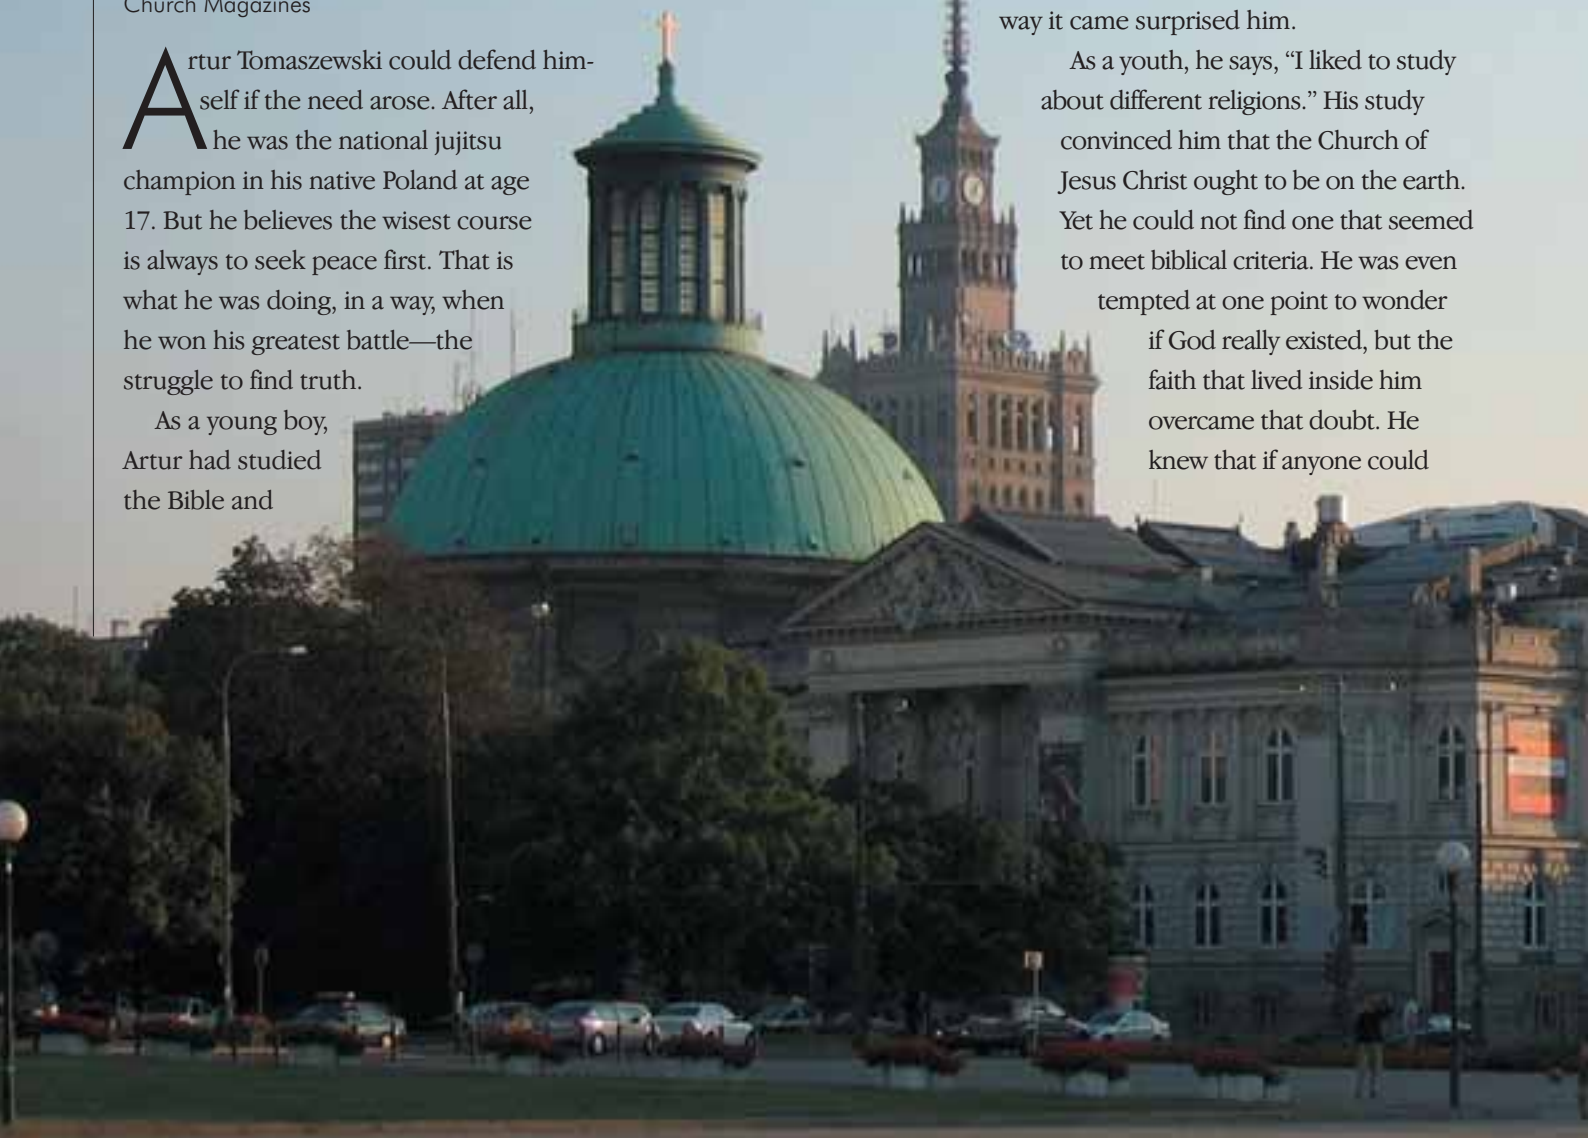 Church Magazines
Artur Tomaszewski could defend him-
self if the need arose. After all,
he was the national jujitsu
champion in his native Poland at age
17. But he believes the wisest course
is always to seek peace first. That is
what he was doing, in a way, when
he won his greatest battle—the
struggle to find truth.
As a young boy,
Artur had studied
the Bible and
way it came surprised him.
As a youth, he says, “I liked to study
about different religions.” His study
convinced him that the Church of
Jesus Christ ought to be on the earth.
Yet he could not find one that seemed
to meet biblical criteria. He was even
tempted at one point to wonder
if God really existed, but the
faith that lived inside him
overcame that doubt. He
knew that if anyone could